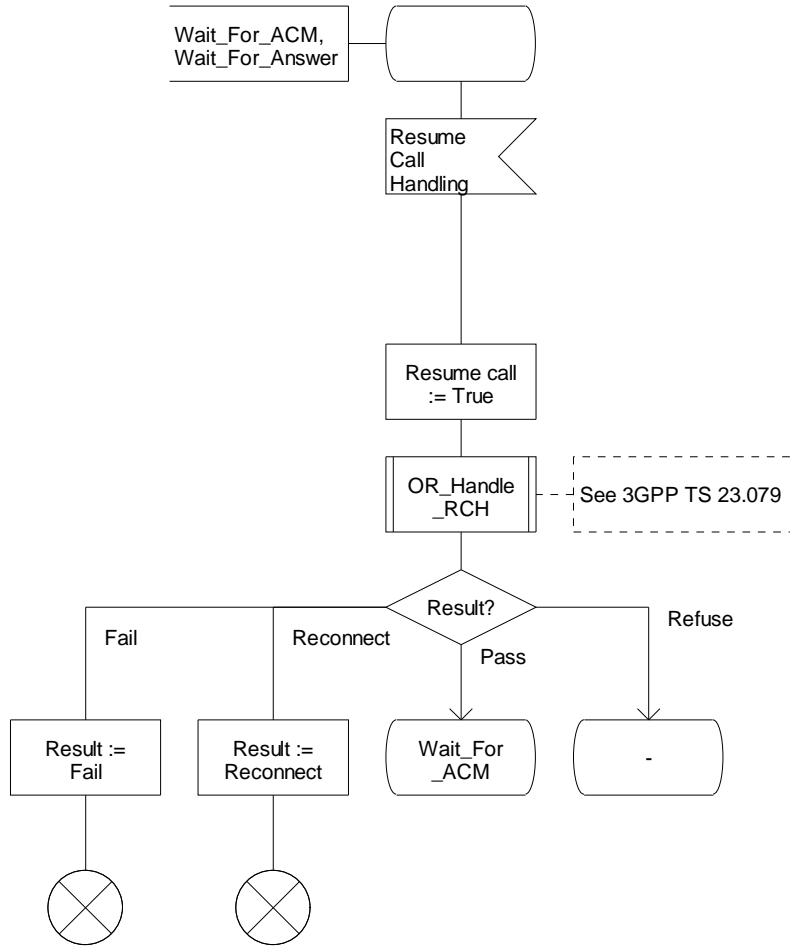 Wait_For_ACM,
Wait_For_Answer
Resume
Call
Handling
Resume call
:= True
OR_Handle
_RCH
See 3GPP TS 23.079
Result?
Fail
Reconnect
Pass
Refuse
Result :=
Fail
Result :=
Reconnect
Wait_For
_ACM
-